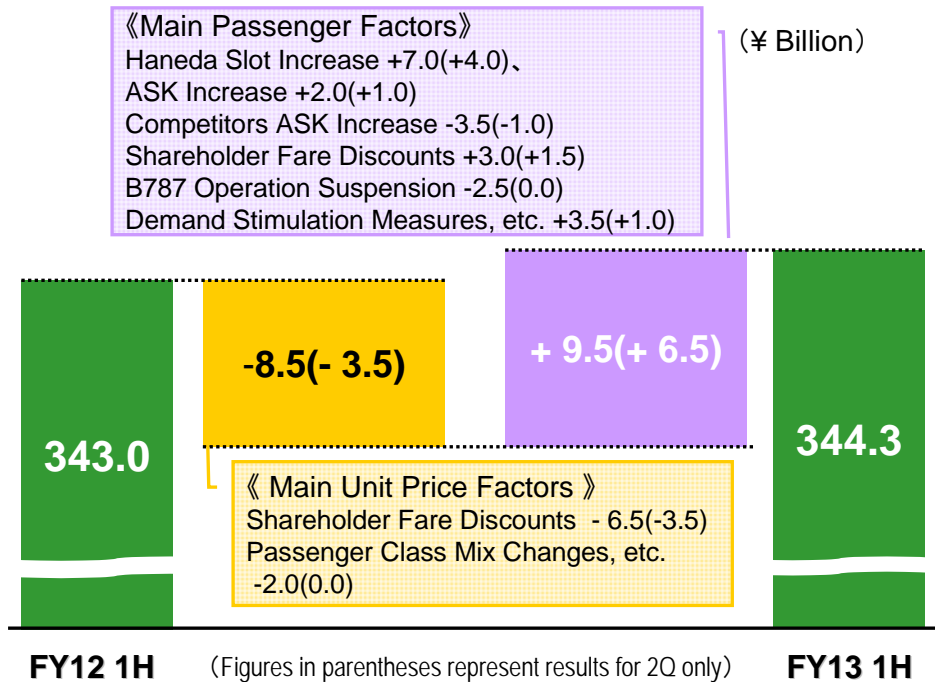 《Main Passenger Factors》
Haneda Slot Increase +7.0(+4.0)、
ASK Increase +2.0(+1.0)
Competitors ASK Increase -3.5(-1.0)
Shareholder Fare Discounts +3.0(+1.5)
B787 Operation Suspension -2.5(0.0)
Demand Stimulation Measures, etc. +3.5(+1.0)
(¥ Billion)
-8.5(- 3.5)
+ 9.5(+ 6.5)
343.0
344.3
《 Main Unit Price Factors 》
Shareholder Fare Discounts - 6.5(-3.5)
Passenger Class Mix Changes, etc.
-2.0(0.0)
FY12 1H
(Figures in parentheses represent results for 2Q only)
FY13 1H